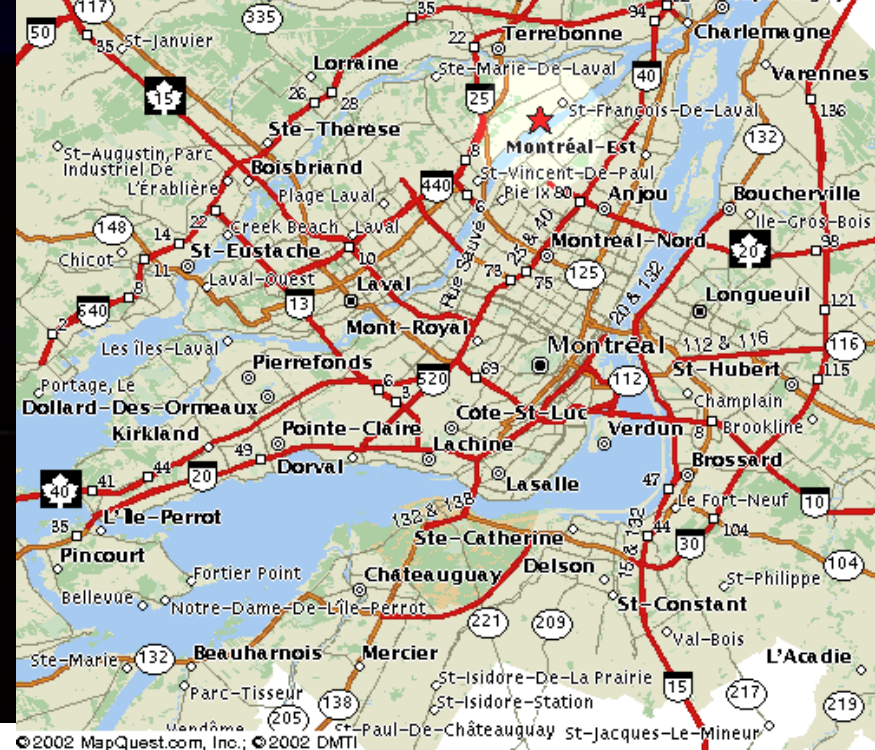 117
335
35
94
50
35
St-Janvier
22
Terrebonne
Charlemagne
Lorraine
Ste-Marie-De-Laval
40
Varennes
15
26
28
25
St-François-De-Laval
136
Ste-Thérèse
132
Montréal-Est
St-Augustin, Parc
Industriel De
L'Érablière
Boisbriand
8
St-Vincent-De-Paul
440
Plage Laval
Pie IX
80
Anjou
Boucherville
22
6
Ile-Gros-Bois
148
Creek Beach
Laval
14
St-Eustache
Rue Sauvé
25 & 40
Montreal-Nord
20
98
Chicot
11
10
73
75
125
Laval-Ouest
Laval
20 & 132
8
640
13
Longueuil
121
2
Mont-Royal
Les îles-Laval
Montréal
112 & 116
116
Pierrefonds
520
69
112
St-Hubert
115
Portage, Le
6
3
Champlain
Dollard-Des-Ormeaux
Côte-St-Luc
Kirkland
Pointe-Claire
Verdun
8
Brookline
49
Lachine
Dorval
Brossard
44
20
41
40
Lasalle
47
Le Fort-Neuf
10
132 & 138
L'Île-Perrot
35
Ste-Catherine
44
104
30
Pincourt
15 & 132
104
Fortier Point
Châteauguay
Delson
St-Philippe
Bellevue
Notre-Dame-De-L'île-Perrot
St-Constant
221
209
Val-Bois
Ste-Marie
132
Beauharnois
Mercier
L'Acadie
Parc-Tisseur
St-Isidore-De-La Prairie
15
217
138
St-Isidore-Station
219
205
Vendôme
St-Paul-De-Châteauguay
St-Jacques-Le-Mineur
©2002 MapQuest.com, Inc.; ©2002 DMTI